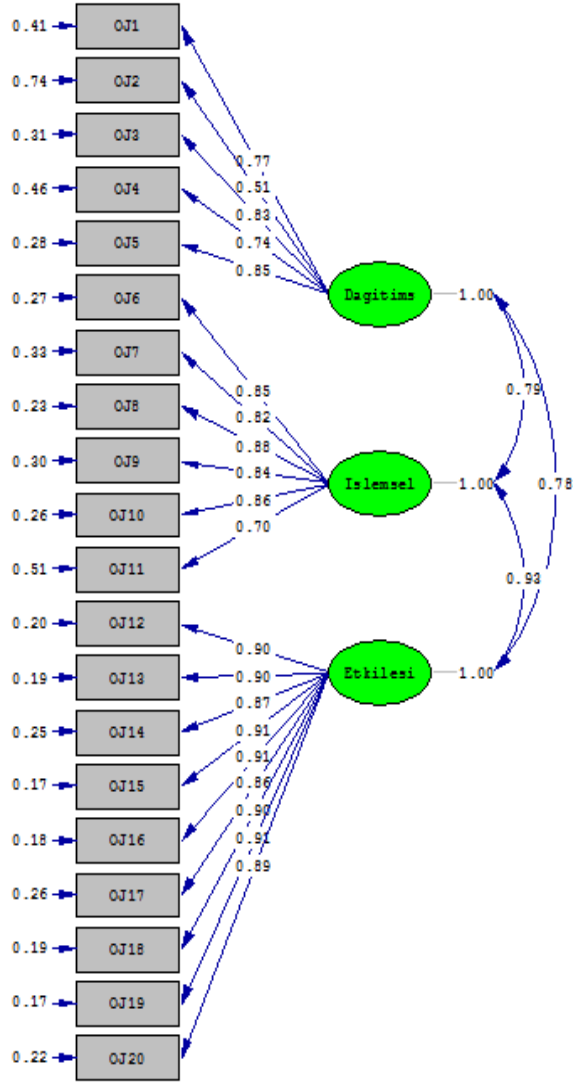 0.41 OJ1
0.74 OJ2
0.31 OJ3
0.77
0.46 OJ4
0.51
0.83
0.28 OJ5
0.74
0.85
0.27 OJ6
Dagitims 1.00
0.33 OJ7
0.85
0.79
0.23 OJ8
0.82
0.88
0.30 OJ9
0.84
Islemsel 1.00 0.78
0.26 OJ10
0.86
0.70
0.51 OJ11
0.93
0.20 OJ12
0.90
0.19 OJ13
0.90
Etkilesi 1.00
0.25 OJ14
0.87
0.91
0.17 OJ15
0.91
0.86
0.18 OJ16
0.90
0.91
0.89
0.26 OJ17
0.19 OJ18
0.17 OJ19
0.22 OJ20